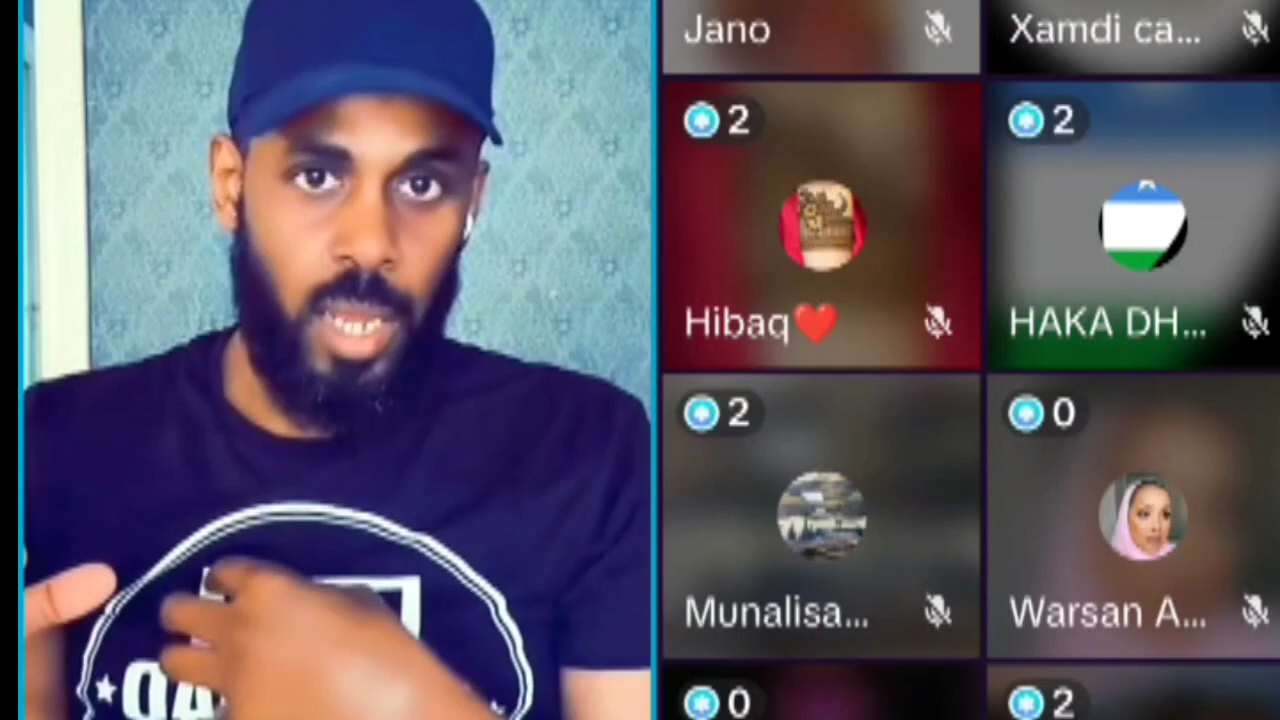 Jano
Xamdi ca...
2
2
Hibaq❤️
HAKA DH...
2
0
Munalisa...
Warsan A...
0
2